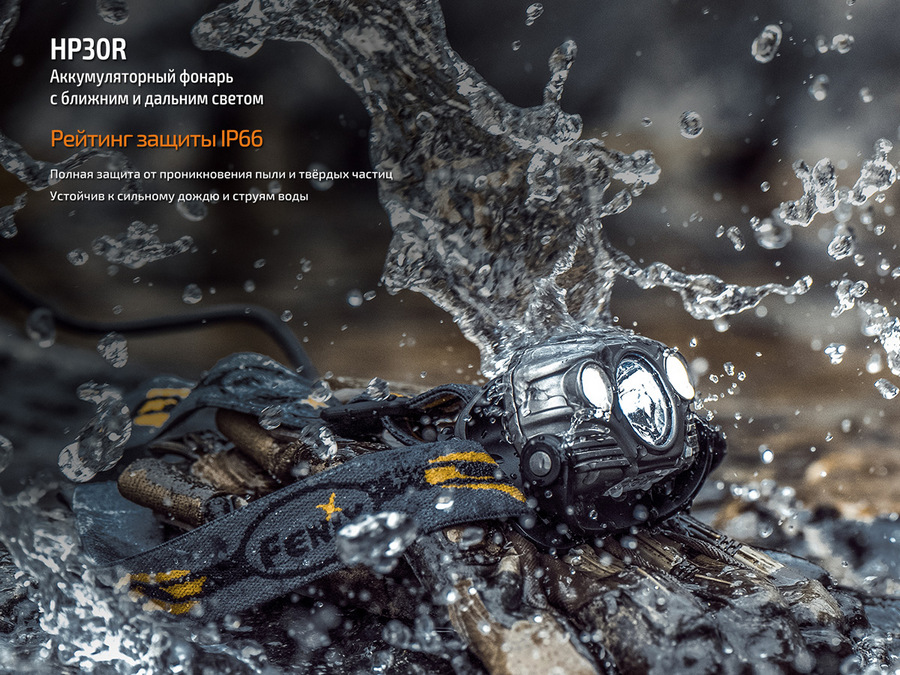 HP30R
Аккумуляторный фонарь
с ближним и дальним светом
Рейтинг защиты IP66
Полная защита от проникновения пыли и твёрдых частиц
Устойчив к сильному дождю и струям воды